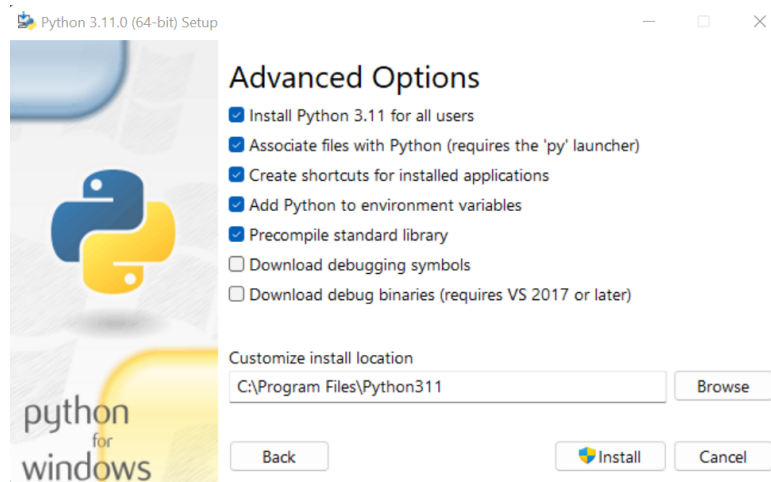 Python 3.11.0 (64-bit) Setup
Advanced Options
Install Python 3.11 for all users
Associate files with Python (requires the 'py' launcher)
Create shortcuts for installed applications
Add Python to environment variables
Precompile standard library
Download debugging symbols
Download debug binaries (requires VS 2017 or later)
Customize install location
C:\Program Files\Python311
Browse
python
for
windows
Back
Install
Cancel